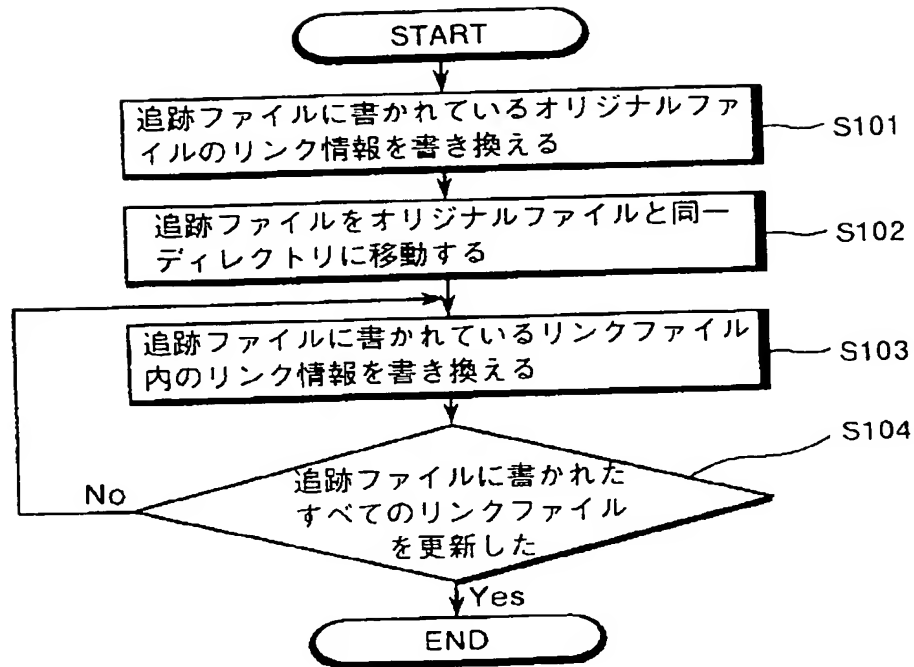 START
追跡ファイルに書かれているオリジナルファ
イルのリンク情報を書き換える
S101
追跡ファイルをオリジナルファイルと同一
ディレクトリに移動する
S102
追跡ファイルに書かれているリンクファイル
内のリンク情報を書き換える
S103
S104
追跡ファイルに書かれた
すべてのリンクファイル
を更新した
No
Yes
END